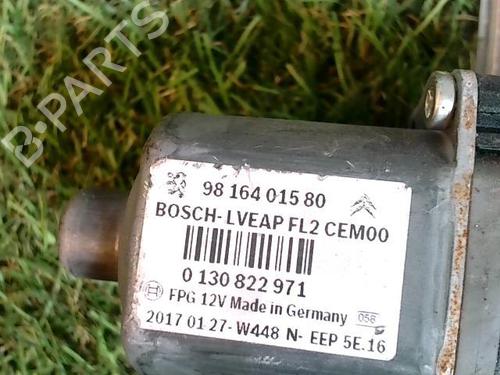 B-PARTS
98 164 015 80
BOSCH-LVEAP FL2 CEM00
0 130 822 971
FPG 12V Made in Germany 058
2017 01 27-W448 N- EEP 5E.16